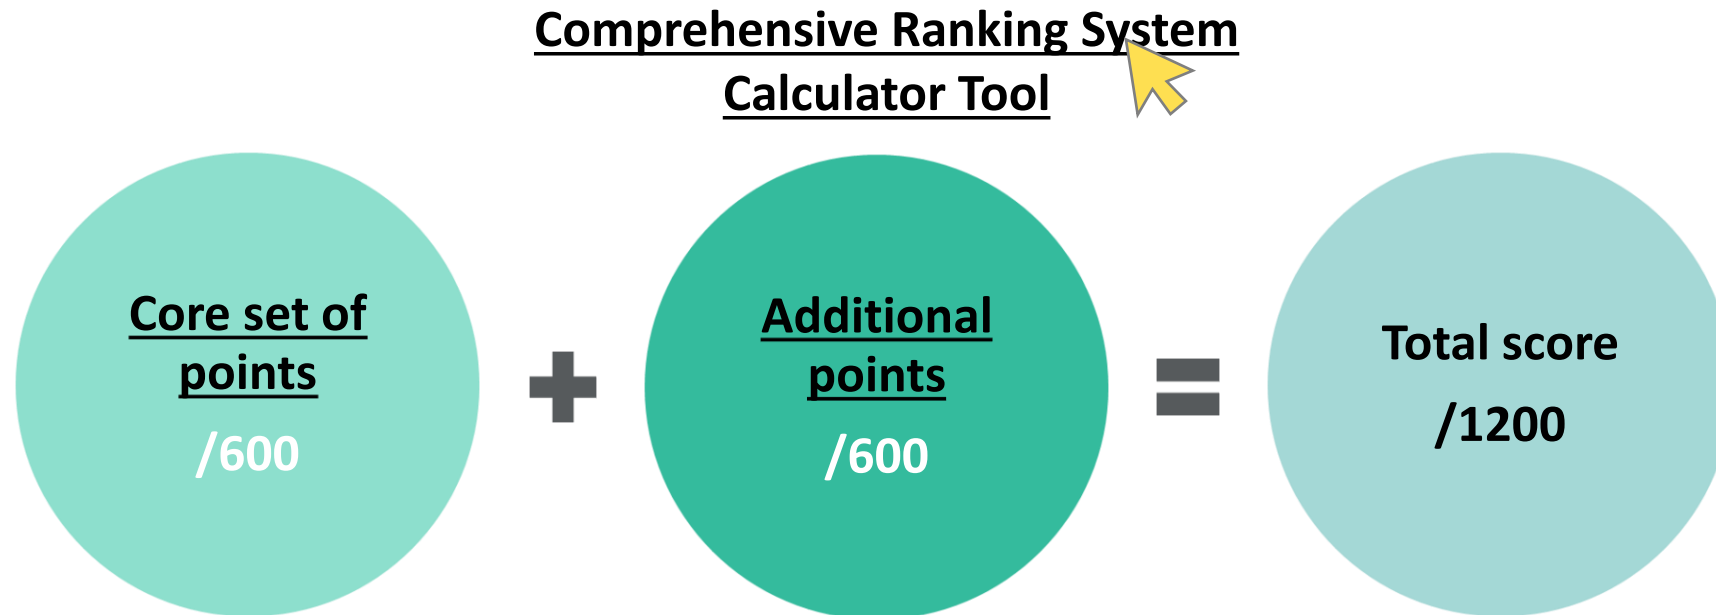 Comprehensive Ranking System
Calculator Tool
Core set of
points
/600
Additional
points
/600
Total score
/1200